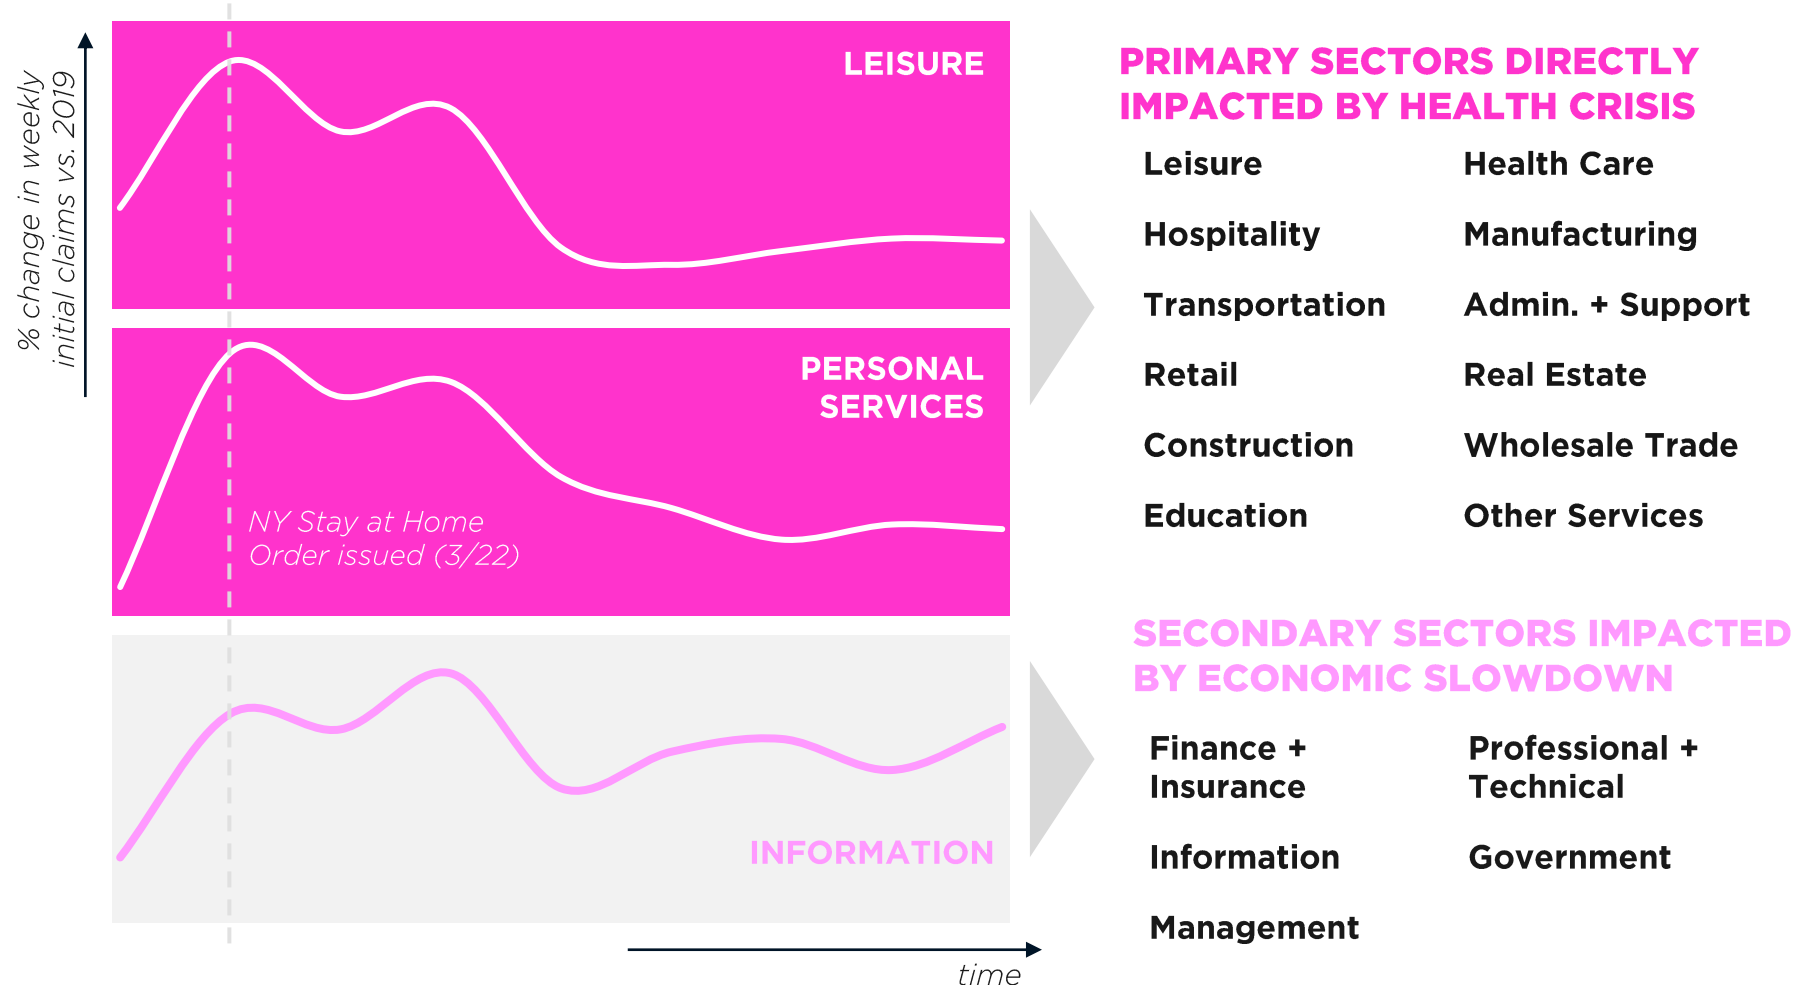 % change in weekly
initial claims vs. 2019
LEISURE
PERSONAL
SERVICES
NY Stay at Home
Order issued (3/22)
INFORMATION
time
PRIMARY SECTORS DIRECTLY
IMPACTED BY HEALTH CRISIS
Leisure
Health Care
Hospitality
Manufacturing
Transportation
Admin. + Support
Retail
Real Estate
Construction
Wholesale Trade
Education
Other Services
SECONDARY SECTORS IMPACTED
BY ECONOMIC SLOWDOWN
Finance +
Insurance
Professional +
Technical
Information
Government
Management